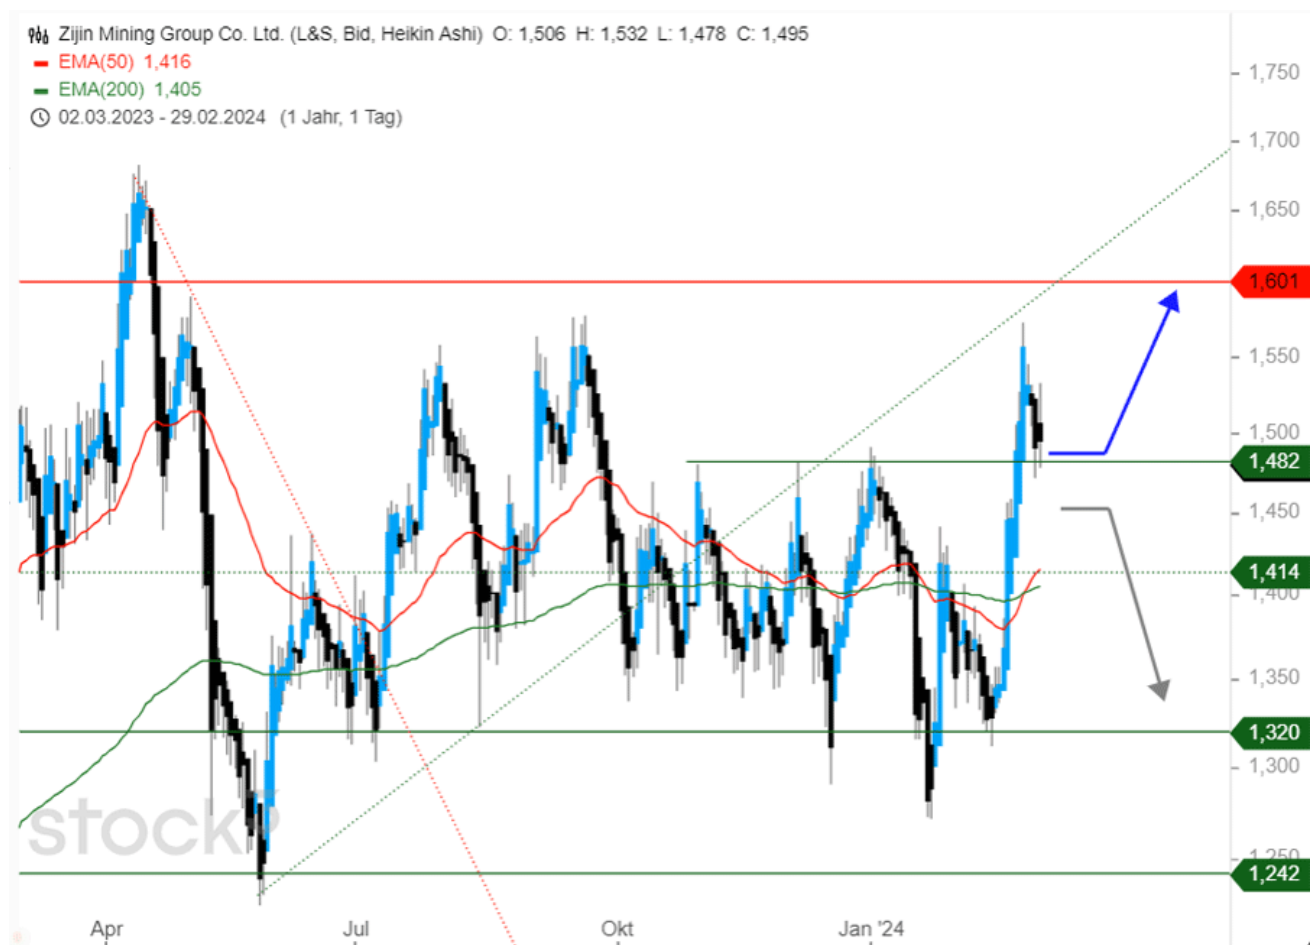 Zijin Mining Group Co. Ltd. (L&S, Bid, Heikin Ashi) O: 1,506 H: 1,532 L: 1,478 C: 1,495
EMA(50) 1,416
EMA(200) 1,405
02.03.2023 - 29.02.2024 (1 Jahr, 1 Tag)
1,750
1,700
1,650
1,601
1,550
1,500
1,482
1,450
1,414
1,400
1,350
1,320
1,300
1,250
1,242
stock3
Apr
Jul
Okt
Jan '24